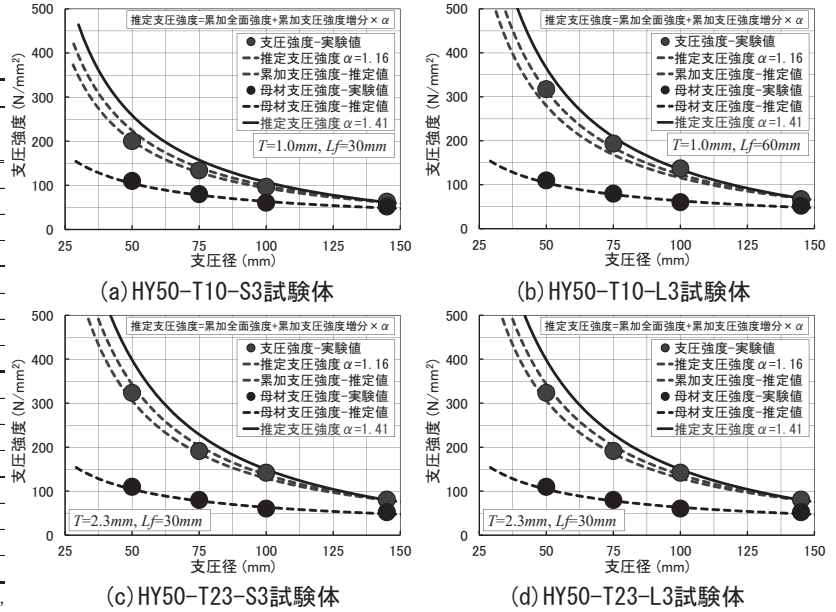 500
400
300
200
100
0
25
50
75
100
125
150
支圧強度 (N/mm²)
支圧径 (mm)
推定支圧強度=累加全面強度+累加支圧強度増分×α
支圧強度-実験値
推定支圧強度 α=1.16
累加支圧強度-推定値
母材支圧強度-実験値
母材支圧強度-推定値
推定支圧強度 α=1.41
T=1.0mm, Lf=30mm
(a)HY50-T10-S3試験体
500
400
300
200
100
0
25
50
75
100
125
150
支圧強度 (N/mm²)
支圧径 (mm)
推定支圧強度=累加全面強度+累加支圧強度増分×α
支圧強度-実験値
推定支圧強度 α=1.16
累加支圧強度-推定値
母材支圧強度-実験値
母材支圧強度-推定値
推定支圧強度 α=1.41
T=1.0mm, Lf=60mm
(b)HY50-T10-L3試験体
500
400
300
200
100
0
25
50
75
100
125
150
支圧強度 (N/mm²)
支圧径 (mm)
推定支圧強度=累加全面強度+累加支圧強度増分×α
支圧強度-実験値
推定支圧強度 α=1.16
累加支圧強度-推定値
母材支圧強度-実験値
母材支圧強度-推定値
推定支圧強度 α=1.41
T=2.3mm, Lf=30mm
(c)HY50-T23-S3試験体
500
400
300
200
100
0
25
50
75
100
125
150
支圧強度 (N/mm²)
支圧径 (mm)
推定支圧強度=累加全面強度+累加支圧強度増分×α
支圧強度-実験値
推定支圧強度 α=1.16
累加支圧強度-推定値
母材支圧強度-実験値
母材支圧強度-推定値
推定支圧強度 α=1.41
T=2.3mm, Lf=30mm
(d)HY50-T23-L3試験体